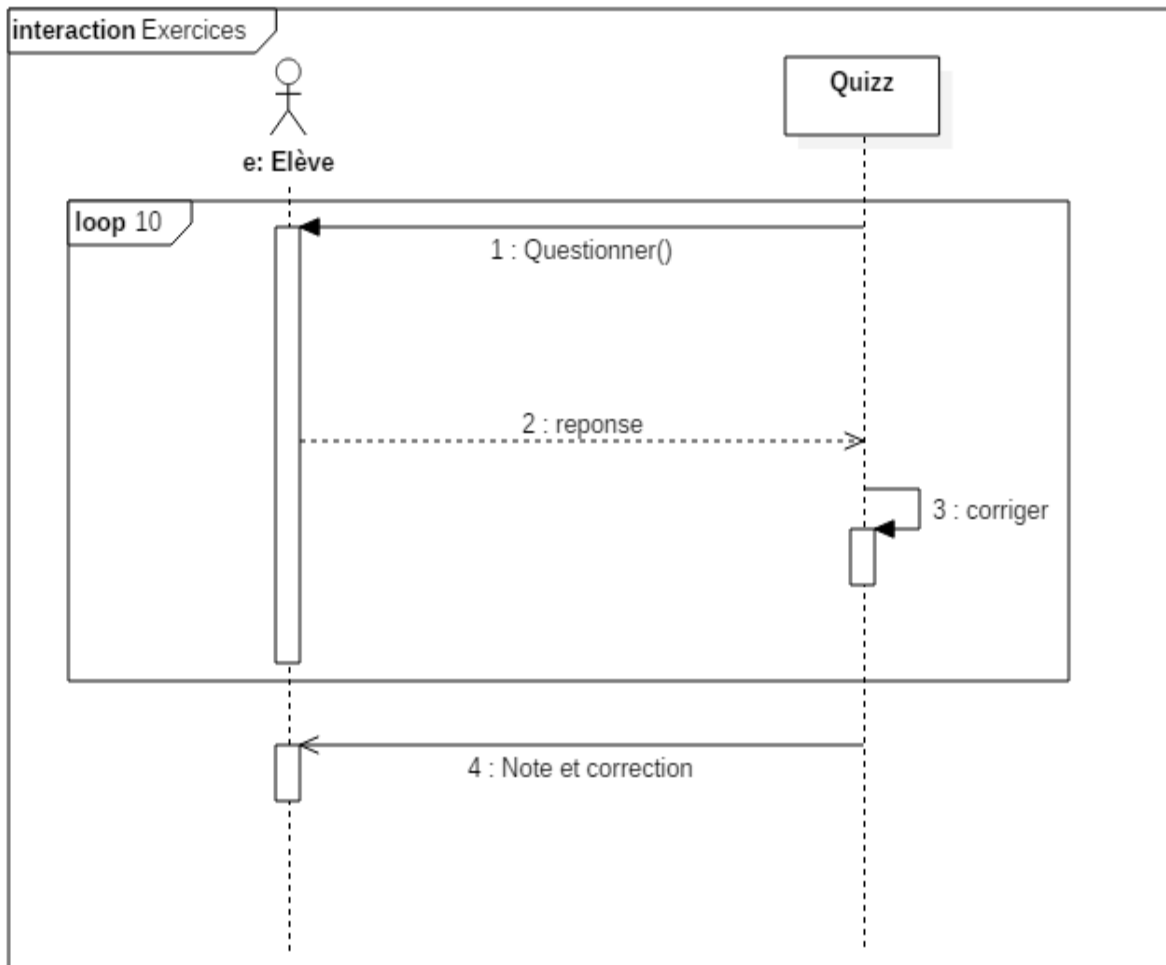 interaction Exercices
Quizz
e: Elève
loop 10
1 : Questionner()
2 : reponse
3 : corriger
4 : Note et correction